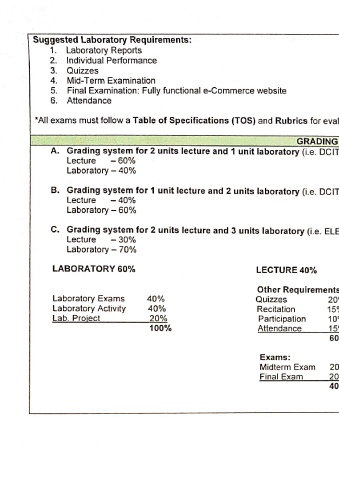 Suggested Laboratory Requirements:
1. Laboratory Reports
2. Individual Performance
3. Quizzes
4. Mid-Term Examination
5. Final Examination: Fully functional e-Commerce website
6. Attendance
*All exams must follow a Table of Specifications (TOS) and Rubrics for eval
GRADING
A. Grading system for 2 units lecture and 1 unit laboratory (i.e. DCIT
Lecture – 60%
Laboratory – 40%
B. Grading system for 1 unit lecture and 2 units laboratory (i.e. DCIT
Lecture – 40%
Laboratory – 60%
C. Grading system for 2 units lecture and 3 units laboratory (i.e. ELE
Lecture – 30%
Laboratory – 70%
LABORATORY 60% LECTURE 40%
Other Requirements
Laboratory Exams 40% Quizzes 20
Laboratory Activity 40% Recitation 15
Lab. Project 20% Participation 10
100% Attendance 15
60
Exams:
Midterm Exam 20
Final Exam 20
40